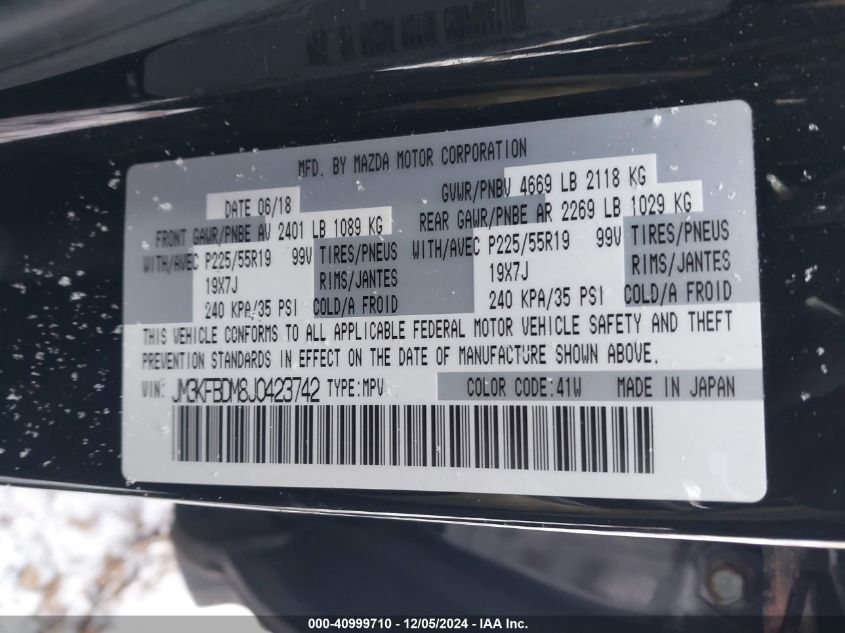 MFD. BY MAZDA MOTOR CORPORATION
DATE 06/18 GVWR/PNBV 4669 LB 2118 KG
FRONT GAWR/PNBE AV 2401 LB 1089 KG REAR GAWR/PNBE AR 2269 LB 1029 KG
WITH/AVEC P225/55R19 99V TIRES/PNEUS WITH/AVEC P225/55R19 99V TIRES/PNEUS
19X7J RIMS/JANTES 19X7J RIMS/JANTES
240 KPA/35 PSI COLD/A FROID 240 KPA/35 PSI COLD/A FROID
THIS VEHICLE CONFORMS TO ALL APPLICABLE FEDERAL MOTOR VEHICLE SAFETY AND THEFT
PREVENTION STANDARDS IN EFFECT ON THE DATE OF MANUFACTURE SHOWN ABOVE.
VIN: JM3KFBDM8J0423742 TYPE:MPV COLOR CODE:41W MADE IN JAPAN
000-40999710 - 12/05/2024 - IAA Inc.